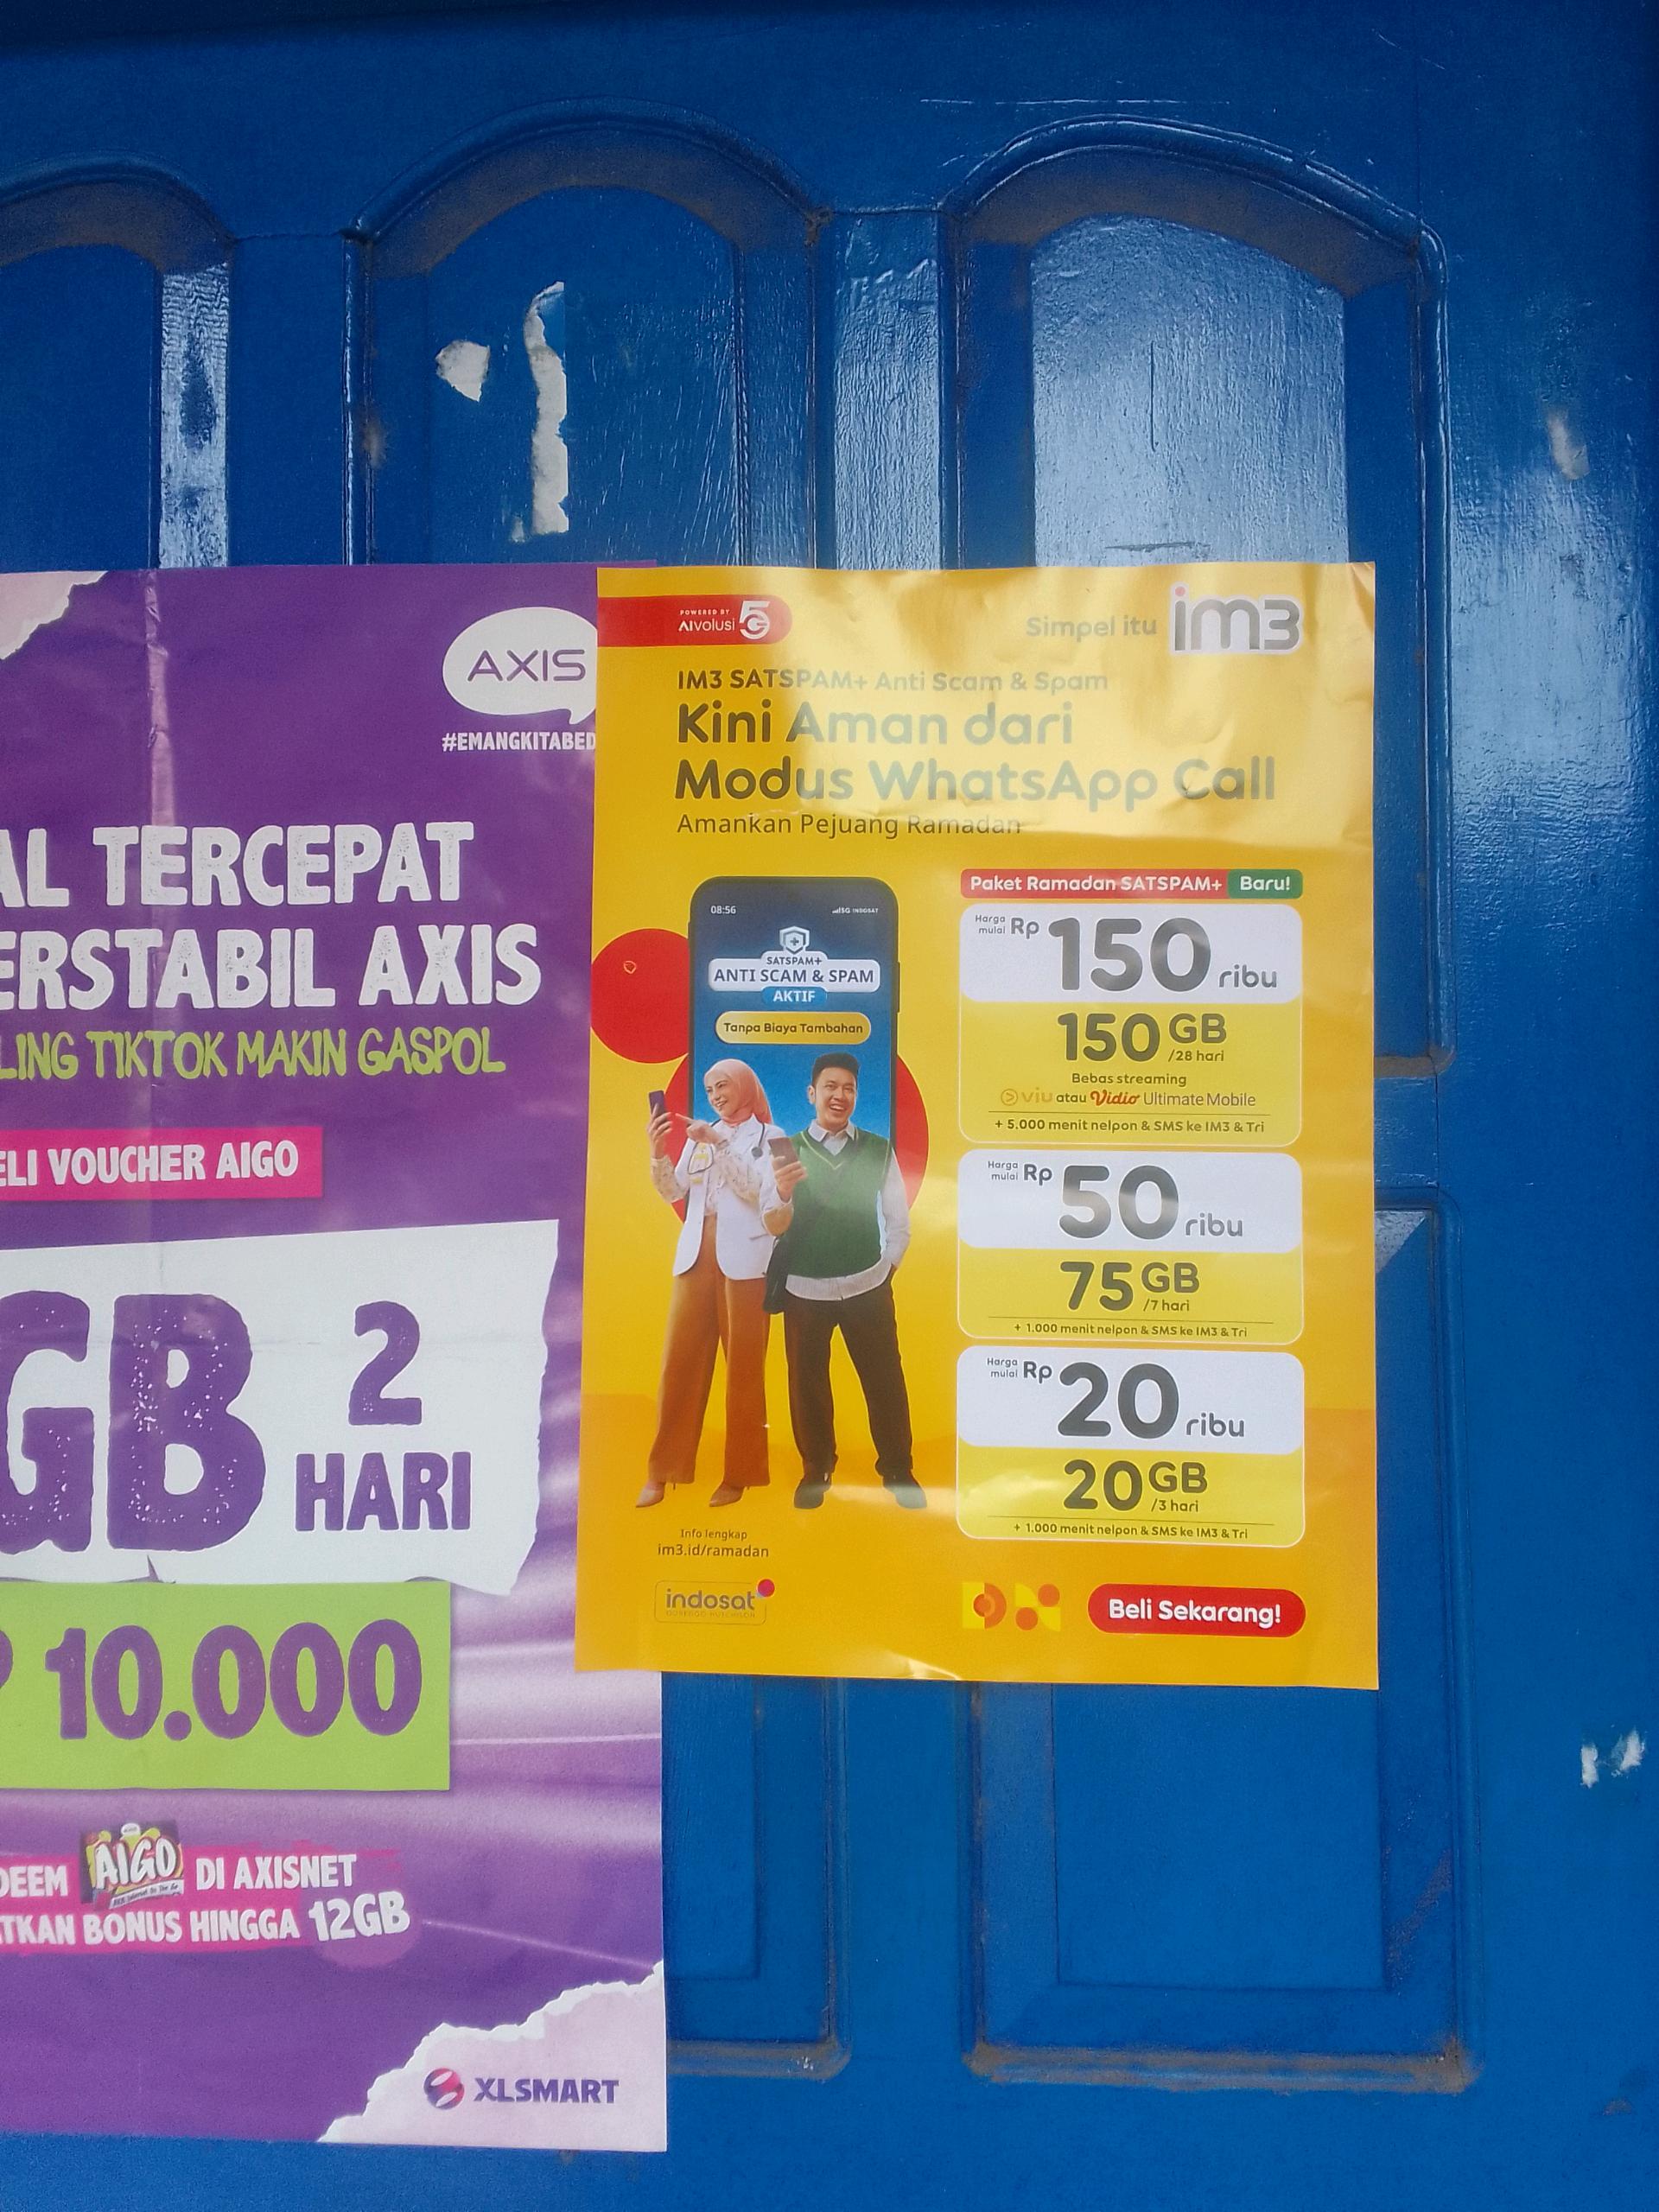 AXIS
#EMANGKITABED
AL TERCEPAT
ERSTABIL AXIS
LING TIKTOK MAKIN GASPOL
ELI VOUCHER AIGO
GB 2
HARI
P 10.000
DEEM AIGO DI AXISNET
ATKAN BONUS HINGGA 12GB
XLSMART
POWERED BY
AIvolusi 5G
Simpel itu im3
IM3 SATSPAM+ Anti Scam & Spam
Kini Aman dari
Modus WhatsApp Call
Amankan Pejuang Ramadan
08:56
5G INDOSAT
SATSPAM+
ANTI SCAM & SPAM
AKTIF
Tanpa Biaya Tambahan
Paket Ramadan SATSPAM+ Baru!
Harga mulai Rp 150 ribu
150 GB /28 hari
Bebas streaming
viu atau Vidio Ultimate Mobile
+ 5.000 menit nelpon & SMS ke IM3 & Tri
Harga mulai Rp 50 ribu
75 GB /7 hari
+ 1.000 menit nelpon & SMS ke IM3 & Tri
Harga mulai Rp 20 ribu
20 GB /3 hari
+ 1.000 menit nelpon & SMS ke IM3 & Tri
Info lengkap
im3.id/ramadan
indosat
OOREDOO HUTCHISON
Beli Sekarang!